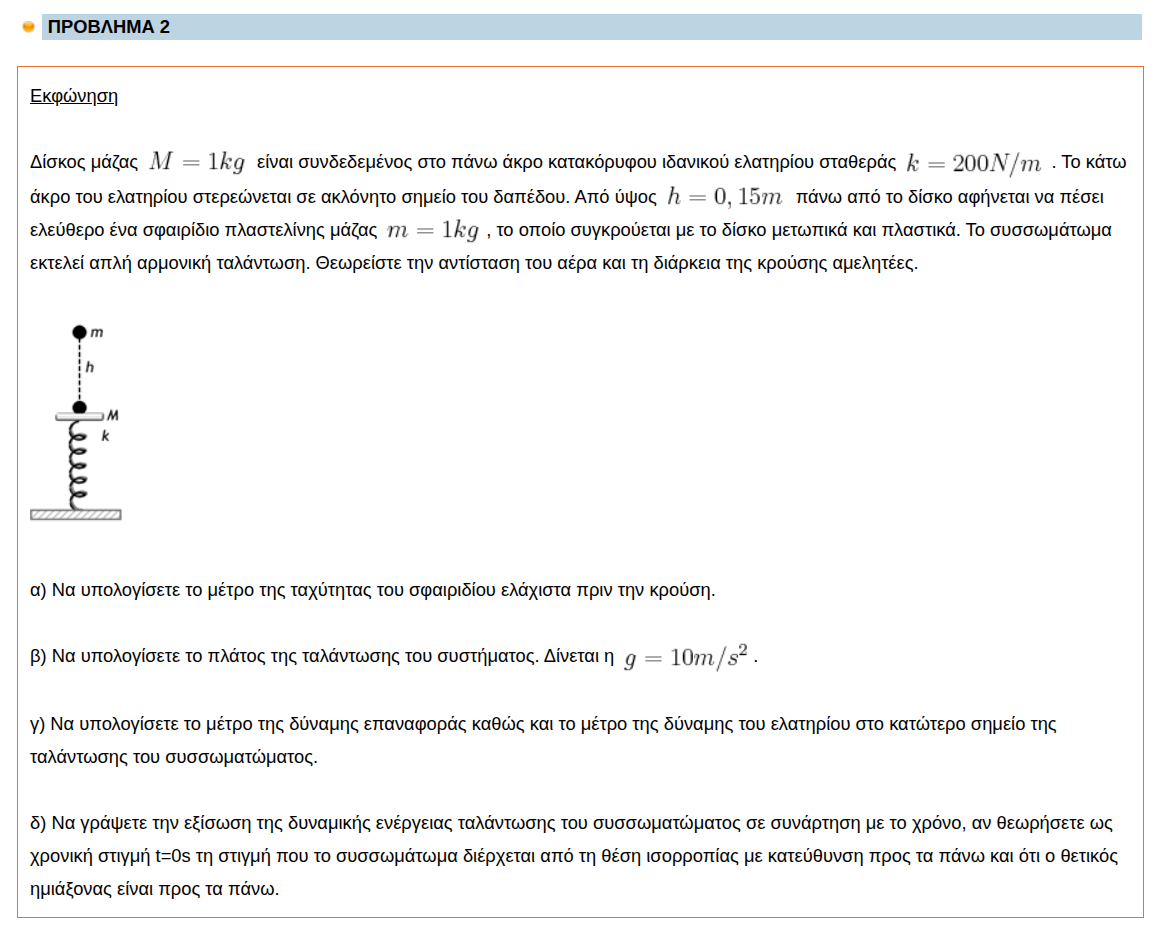 ΠΡΟΒΛΗΜΑ 2
Εκφώνηση
Δίσκος μάζας M = 1kg είναι συνδεδεμένος στο πάνω άκρο κατακόρυφου ιδανικού ελατηρίου σταθεράς k = 200N/m . Το κάτω
άκρο του ελατηρίου στερεώνεται σε ακλόνητο σημείο του δαπέδου. Από ύψος h = 0, 15m πάνω από το δίσκο αφήνεται να πέσει
ελεύθερο ένα σφαιρίδιο πλαστελίνης μάζας m = 1kg , το οποίο συγκρούεται με το δίσκο μετωπικά και πλαστικά. Το συσσωμάτωμα
εκτελεί απλή αρμονική ταλάντωση. Θεωρείστε την αντίσταση του αέρα και τη διάρκεια της κρούσης αμελητέες.
m
h
M
k
α) Να υπολογίσετε το μέτρο της ταχύτητας του σφαιριδίου ελάχιστα πριν την κρούση.
β) Να υπολογίσετε το πλάτος της ταλάντωσης του συστήματος. Δίνεται η g = 10m/s² .
γ) Να υπολογίσετε το μέτρο της δύναμης επαναφοράς καθώς και το μέτρο της δύναμης του ελατηρίου στο κατώτερο σημείο της
ταλάντωσης του συσσωματώματος.
δ) Να γράψετε την εξίσωση της δυναμικής ενέργειας ταλάντωσης του συσσωματώματος σε συνάρτηση με το χρόνο, αν θεωρήσετε ως
χρονική στιγμή t=0s τη στιγμή που το συσσωμάτωμα διέρχεται από τη θέση ισορροπίας με κατεύθυνση προς τα πάνω και ότι ο θετικός
ημιάξονας είναι προς τα πάνω.